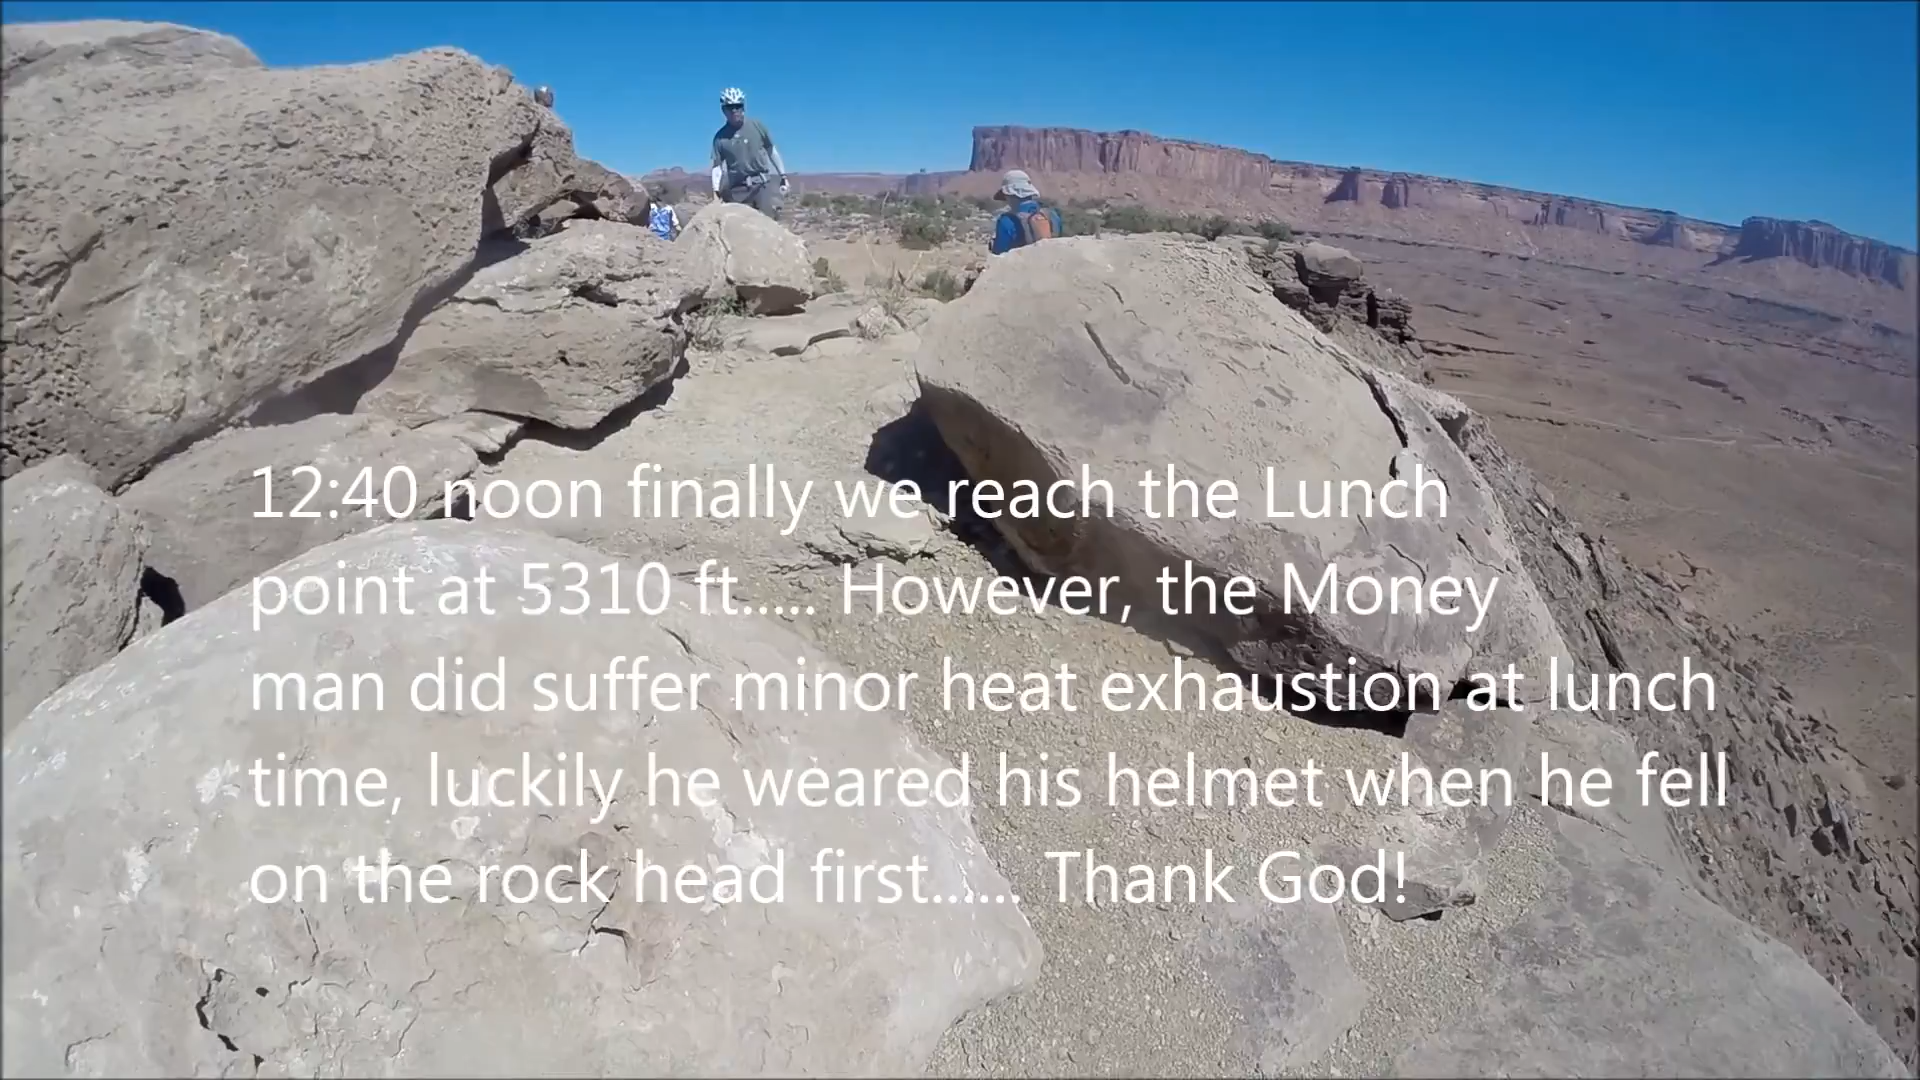 12:40 noon finally we reach the Lunch
point at 5310 ft..... However, the Money
man did suffer minor heat exhaustion at lunch
time, luckily he weared his helmet when he fell
on the rock head first...... Thank God!